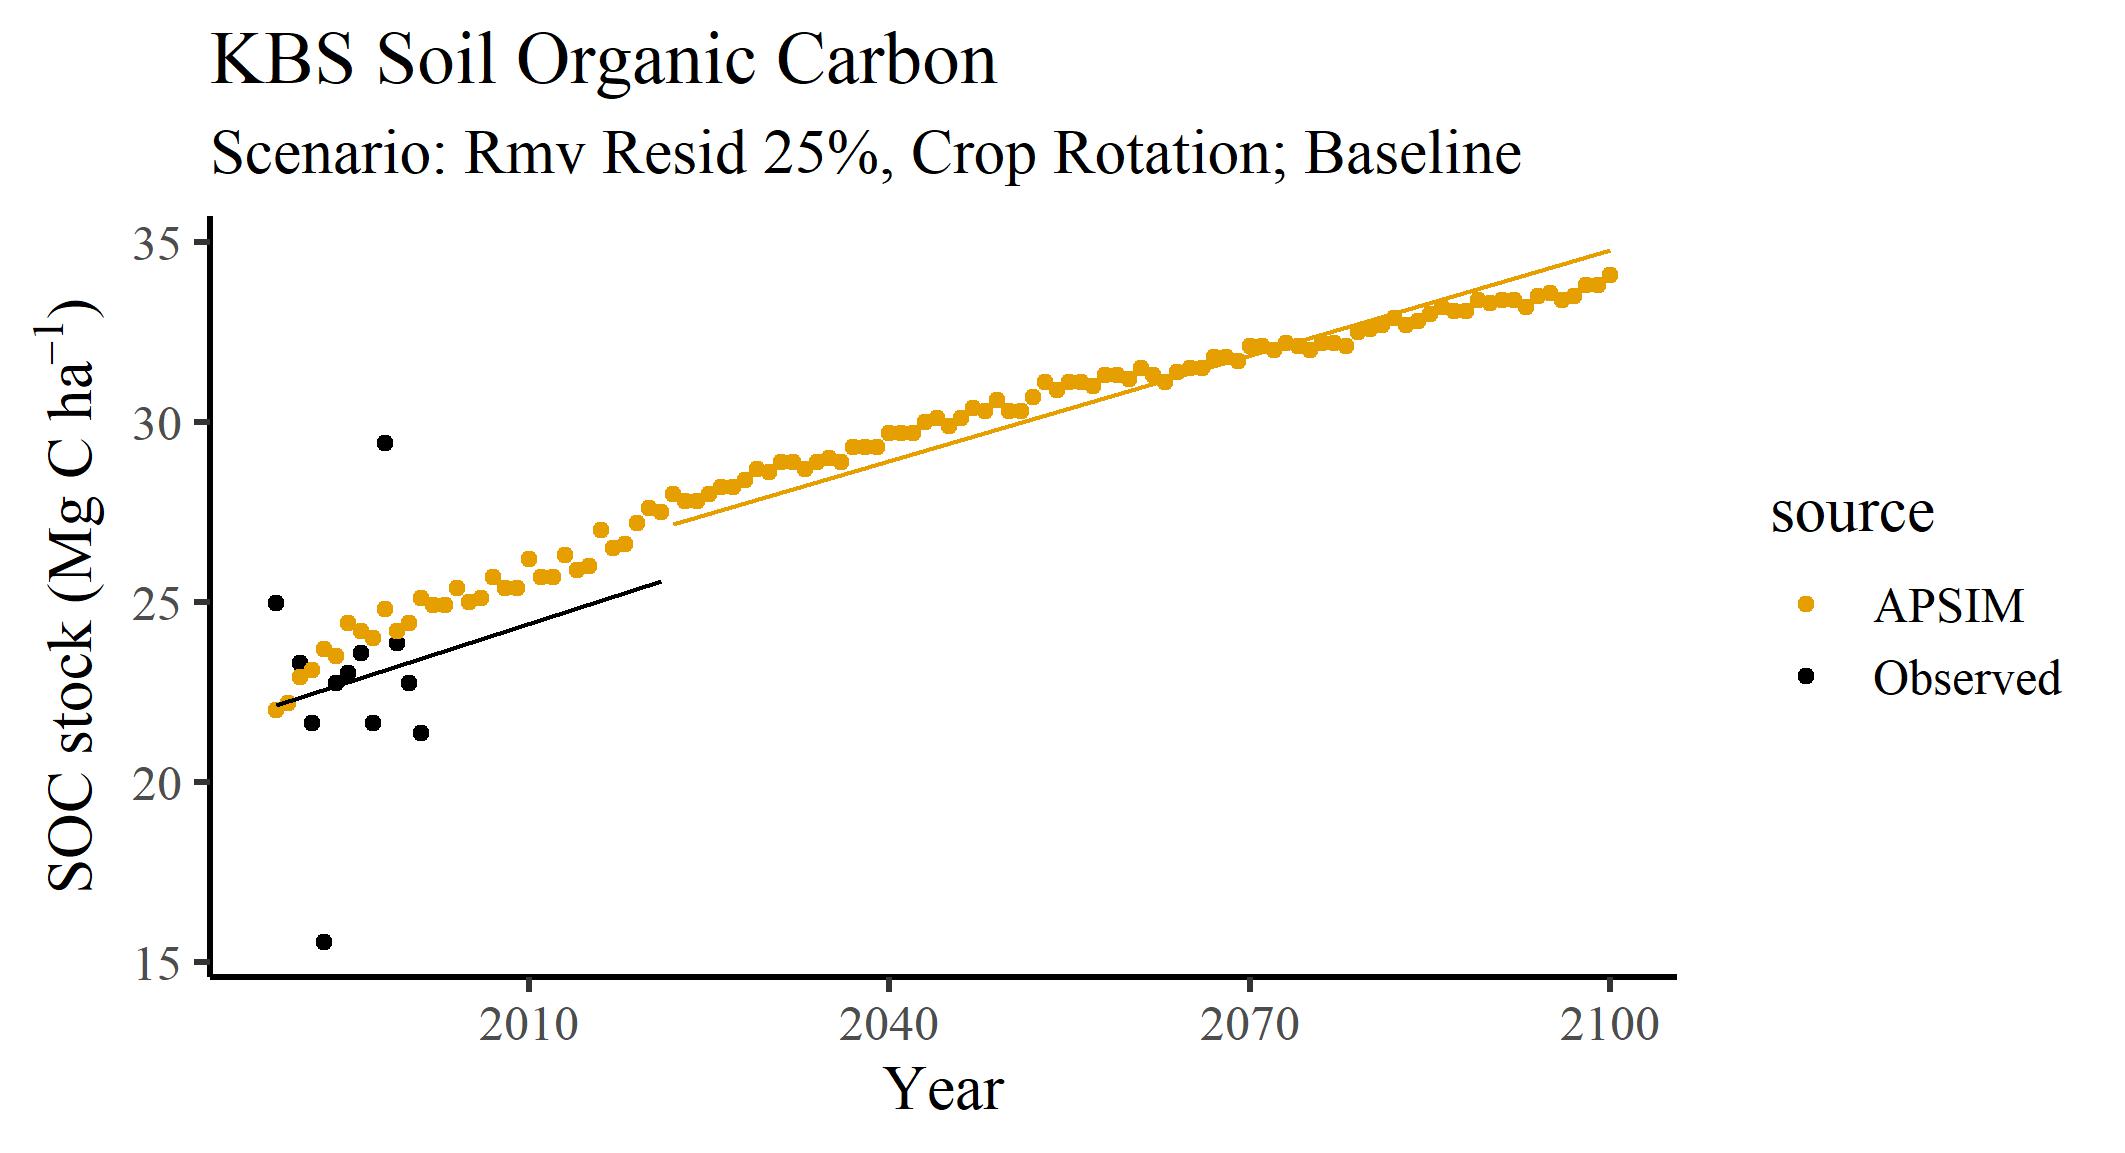 KBS Soil Organic Carbon
Scenario: Rmv Resid 25%, Crop Rotation; Baseline
SOC stock (Mg C ha⁻¹)
35
30
25
20
15
2010 2040 2070 2100
Year
source
APSIM
Observed